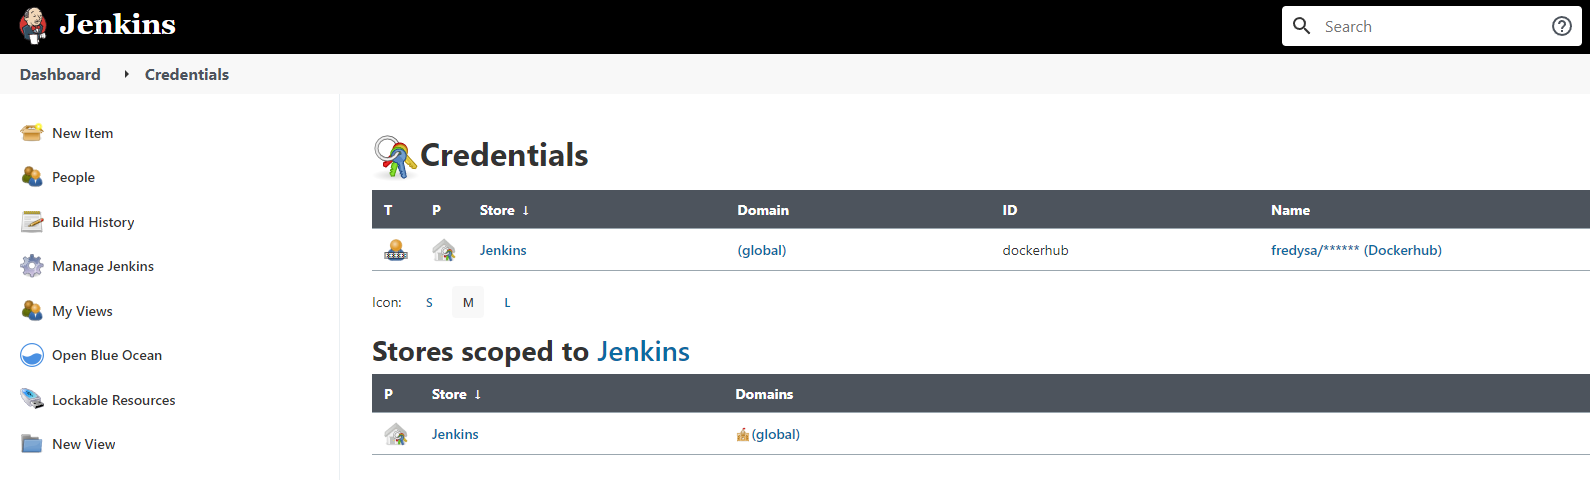 Jenkins
Search
Dashboard Credentials
New Item
People
Build History
Manage Jenkins
My Views
Open Blue Ocean
Lockable Resources
New View
Credentials
T P Store ↓ Domain ID Name
Jenkins (global) dockerhub fredysa/****** (Dockerhub)
Icon: S M L
Stores scoped to Jenkins
P Store ↓ Domains
Jenkins (global)